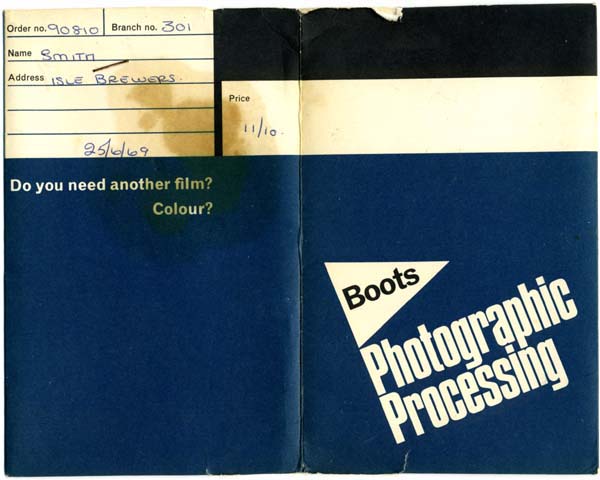 Order no. 90810 Branch no. 301
Name SMITH
Address ISLE BREWERS.
Price
11/10.
25/6/69
Do you need another film?
Colour?
Boots
Photographic
Processing